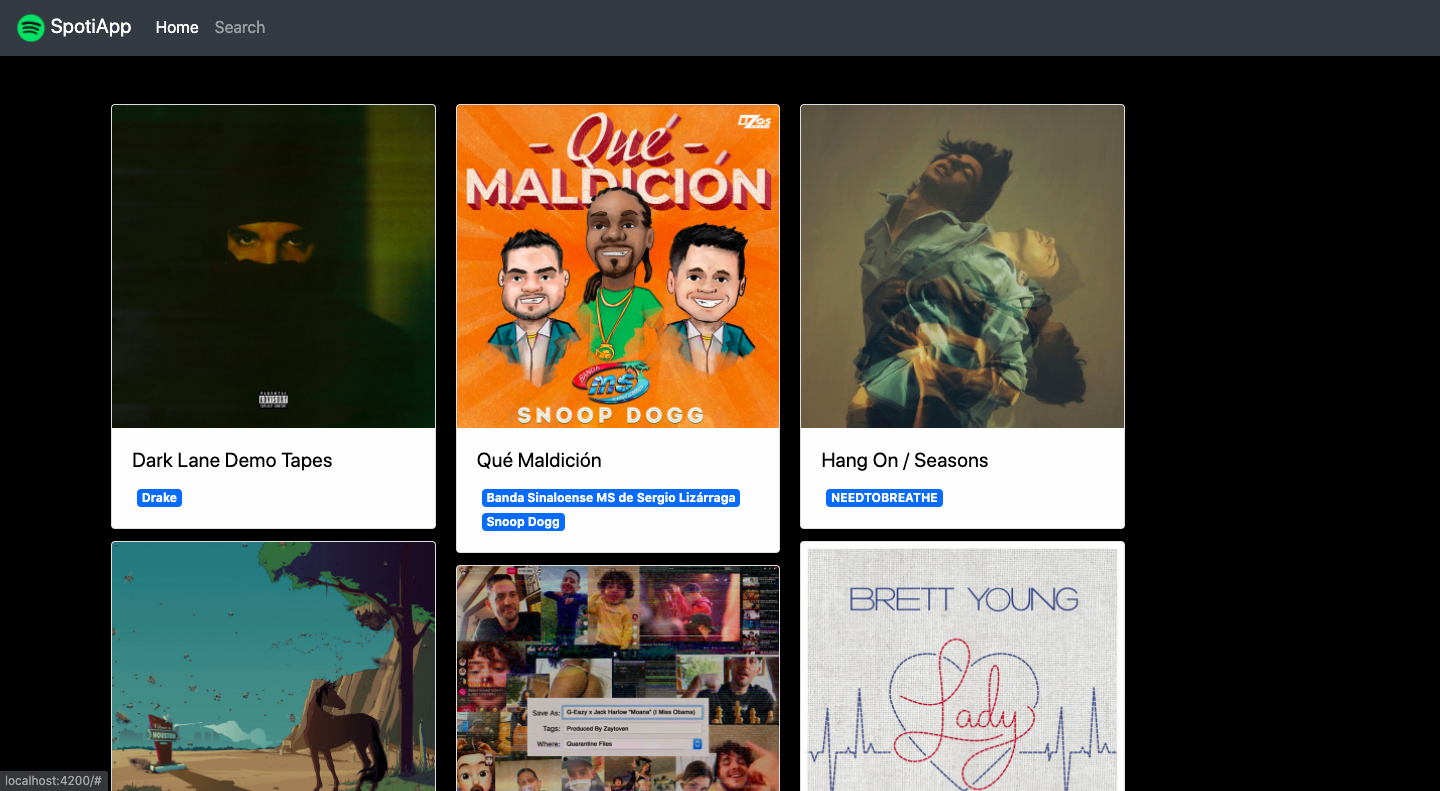 SpotiApp
Home
Search
Qué
MALDICIÓN
BANDA
MS
SNOOP DOGG
PARENTAL
ADVISORY
EXPLICIT CONTENT
Dark Lane Demo Tapes
Drake
Qué Maldición
Banda Sinaloense MS de Sergio Lizárraga
Snoop Dogg
Hang On / Seasons
NEEDTOBREATHE
HOUSTON
Save As: G-Eazy x Jack Harlow "Moana" (I Miss Obama)
Tags: Produced By Zaytoven
Where: Quarantine Files
BRETT YOUNG
Lady
localhost:4200/#